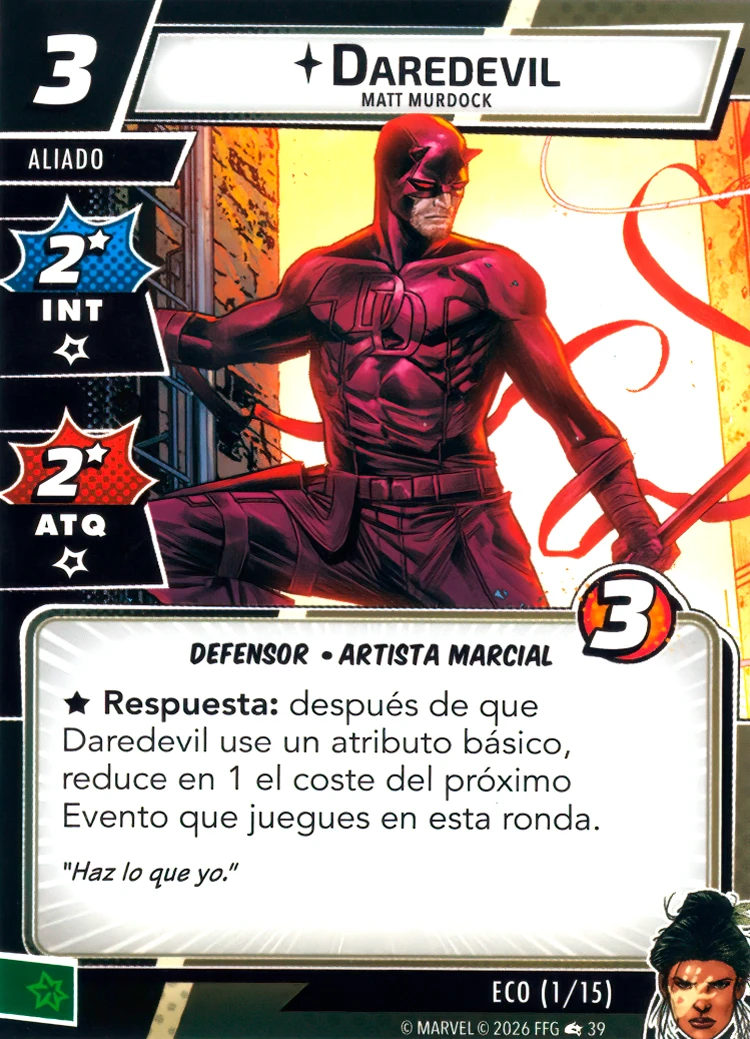 3
DAREDEVIL
MATT MURDOCK
ALIADO
2
INT
2
ATQ
3
DEFENSOR • ARTISTA MARCIAL
★ Respuesta: después de que
Daredevil use un atributo básico,
reduce en 1 el coste del próximo
Evento que juegues en esta ronda.
"Haz lo que yo."
ECO (1/15)
© MARVEL © 2026 FFG 39